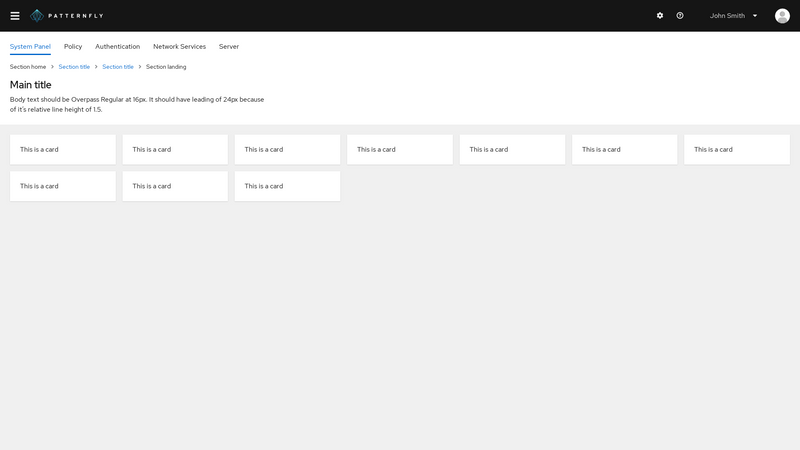 PATTERNFLY
John Smith
System Panel Policy Authentication Network Services Server
Section home > Section title > Section title > Section landing
Main title
Body text should be Overpass Regular at 16px. It should have leading of 24px because
of it's relative line height of 1.5.
This is a card This is a card This is a card This is a card This is a card This is a card This is a card
This is a card This is a card This is a card